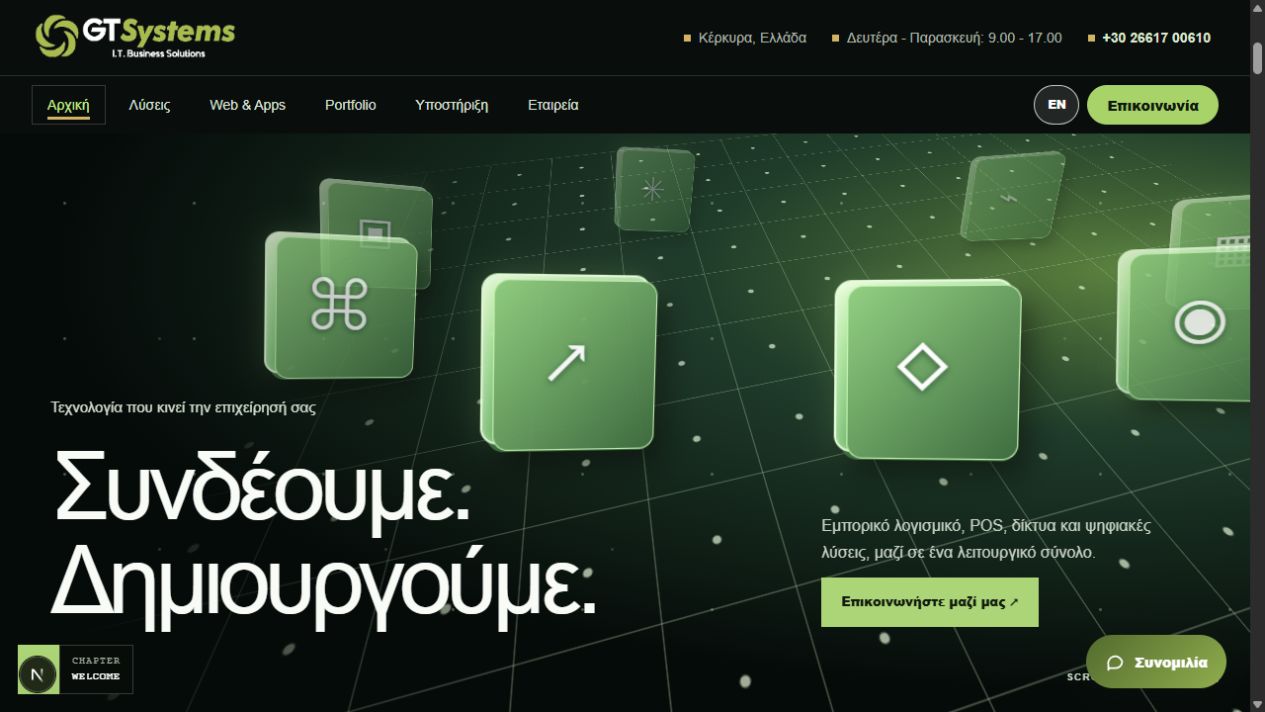 GTSystems
I.T. Business Solutions
Κέρκυρα, Ελλάδα
Δευτέρα - Παρασκευή: 9.00 - 17.00
+30 26617 00610
Αρχική
Λύσεις
Web & Apps
Portfolio
Υποστήριξη
Εταιρεία
EN
Επικοινωνία
Τεχνολογία που κινεί την επιχείρησή σας
Συνδέουμε.
Δημιουργούμε.
Εμπορικό λογισμικό, POS, δίκτυα και ψηφιακές
λύσεις, μαζί σε ένα λειτουργικό σύνολο.
Επικοινωνήστε μαζί μας ↗
N
CHAPTER
WELCOME
Συνομιλία